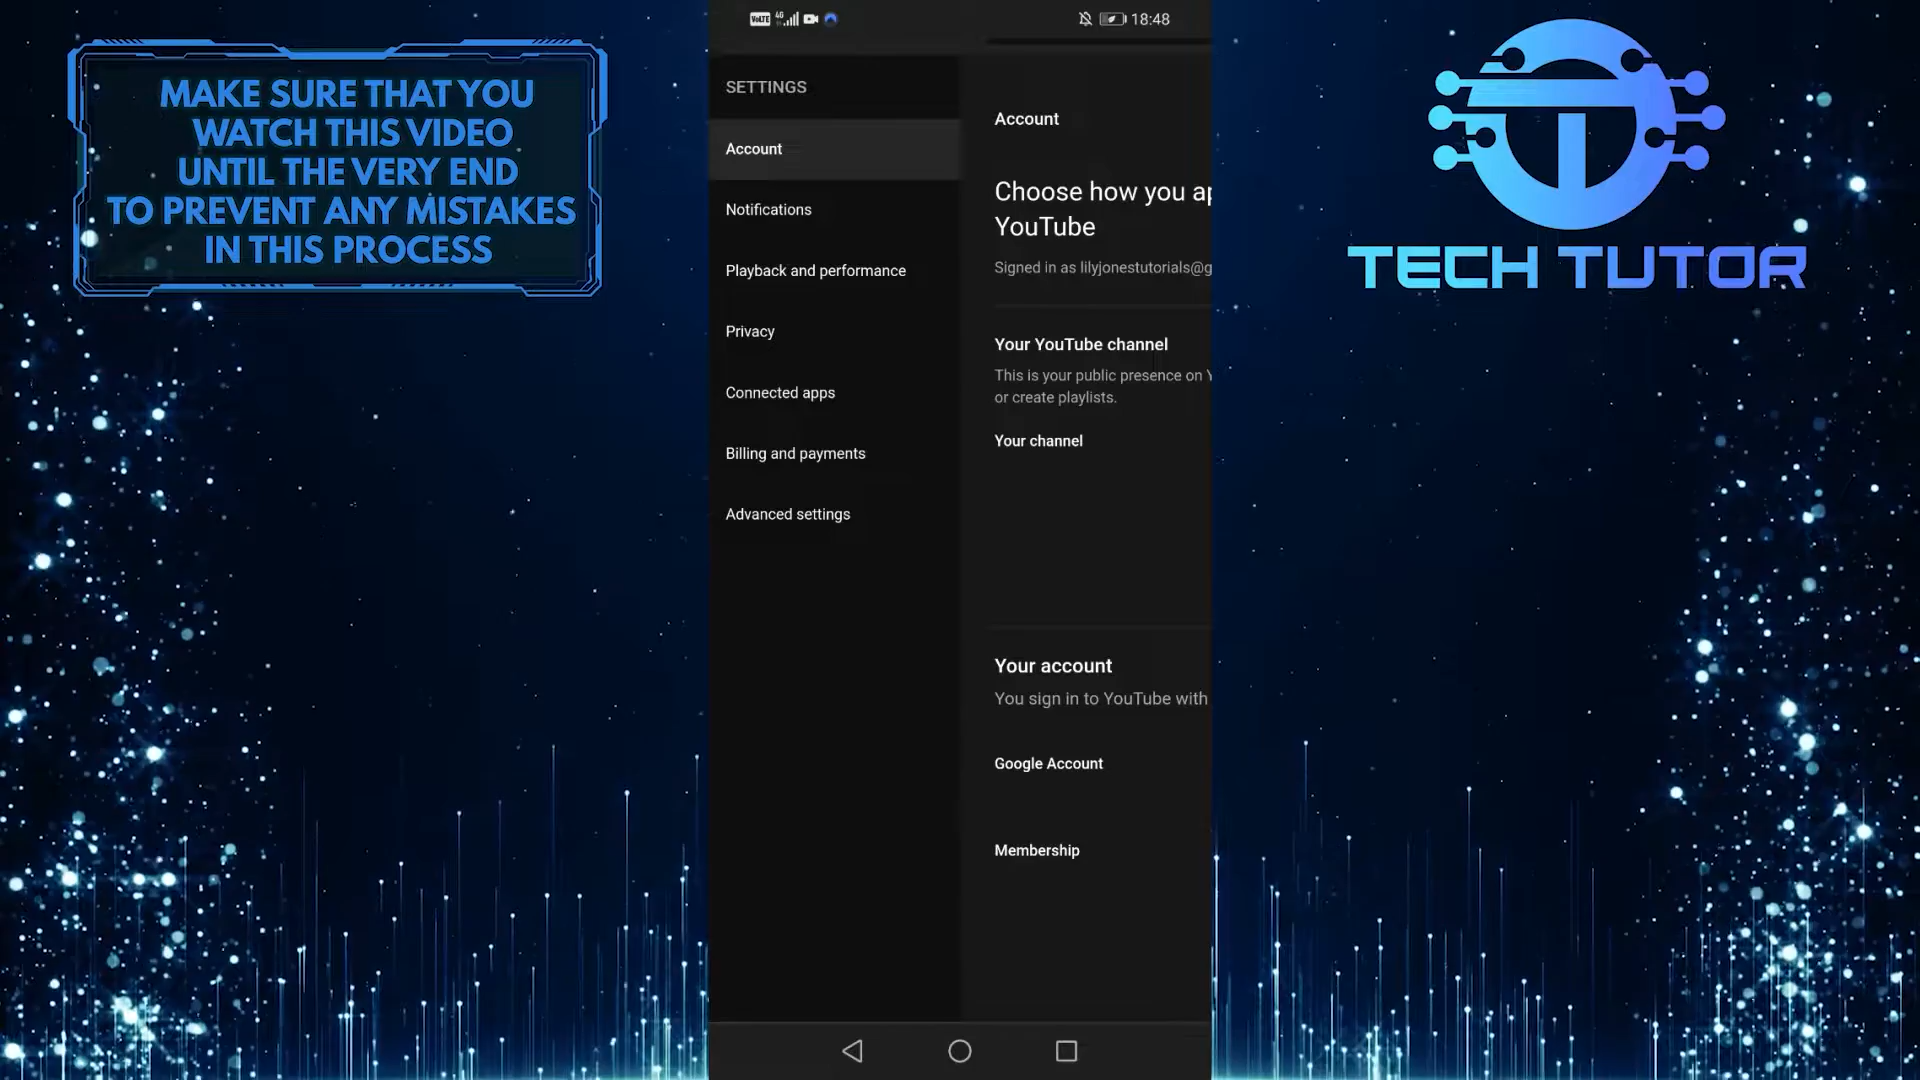 MAKE SURE THAT YOU
WATCH THIS VIDEO
UNTIL THE VERY END
TO PREVENT ANY MISTAKES
IN THIS PROCESS
VoLTE 4G 18:48
SETTINGS
Account
Notifications
Playback and performance
Privacy
Connected apps
Billing and payments
Advanced settings
Account
Choose how you ap
YouTube
Signed in as lilyjonestutorials@g
Your YouTube channel
This is your public presence on Y
or create playlists.
Your channel
Your account
You sign in to YouTube with
Google Account
Membership
TECH TUTOR